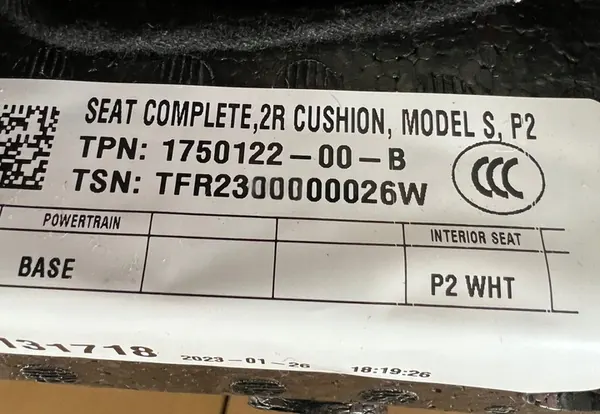 SEAT COMPLETE,2R CUSHION, MODEL S, P2
TPN: 1750122-00-B
TSN: TFR2300000026W
CCC
POWERTRAIN INTERIOR SEAT
BASE P2 WHT
131718 2023-01-26 18:19:26